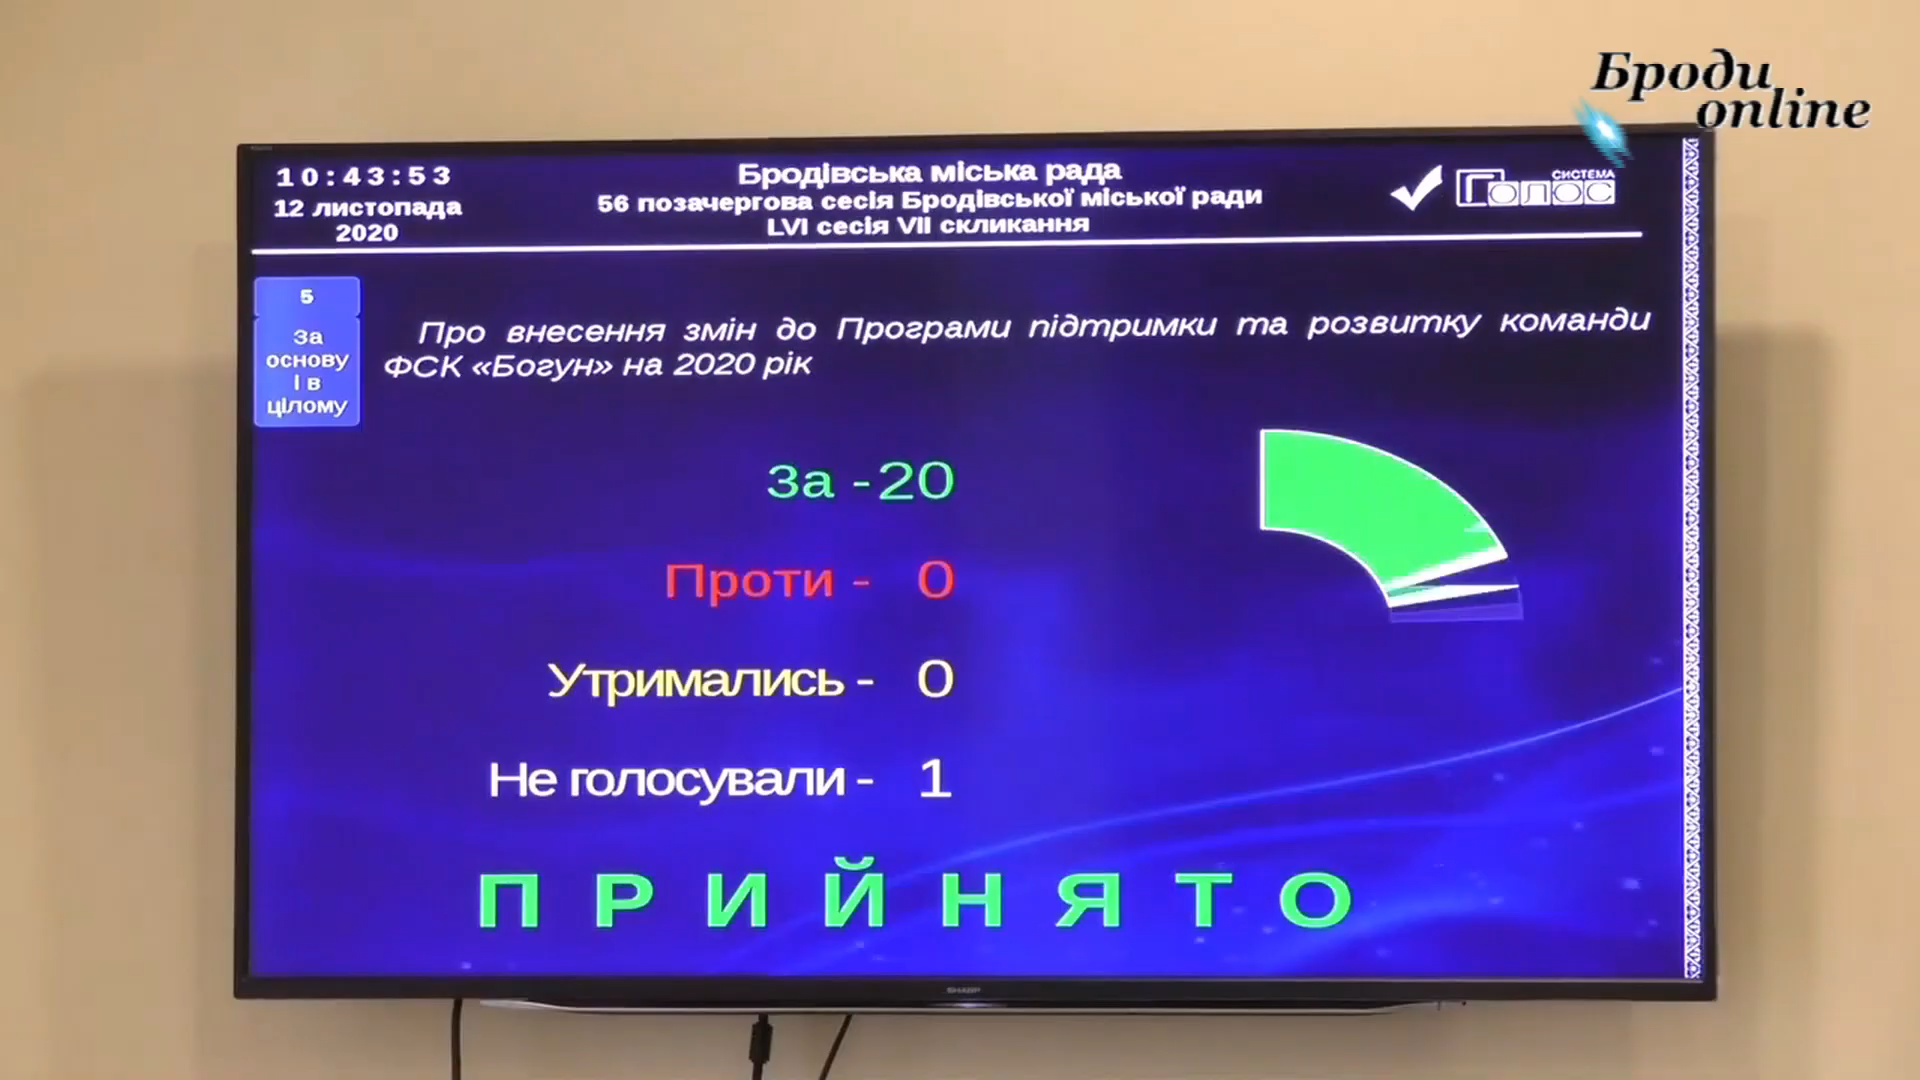 Броди
online
10:43:53
12 листопада
2020
Бродівська міська рада
56 позачергова сесія Бродівської міської ради
LVI сесія VII скликання
СИСТЕМА
Голос
5
За
основу
і в
цілому
Про внесення змін до Програми підтримки та розвитку команди
ФСК «Богун» на 2020 рік
За -20
Проти - 0
Утримались - 0
Не голосували - 1
ПРИЙНЯТО
SHARP